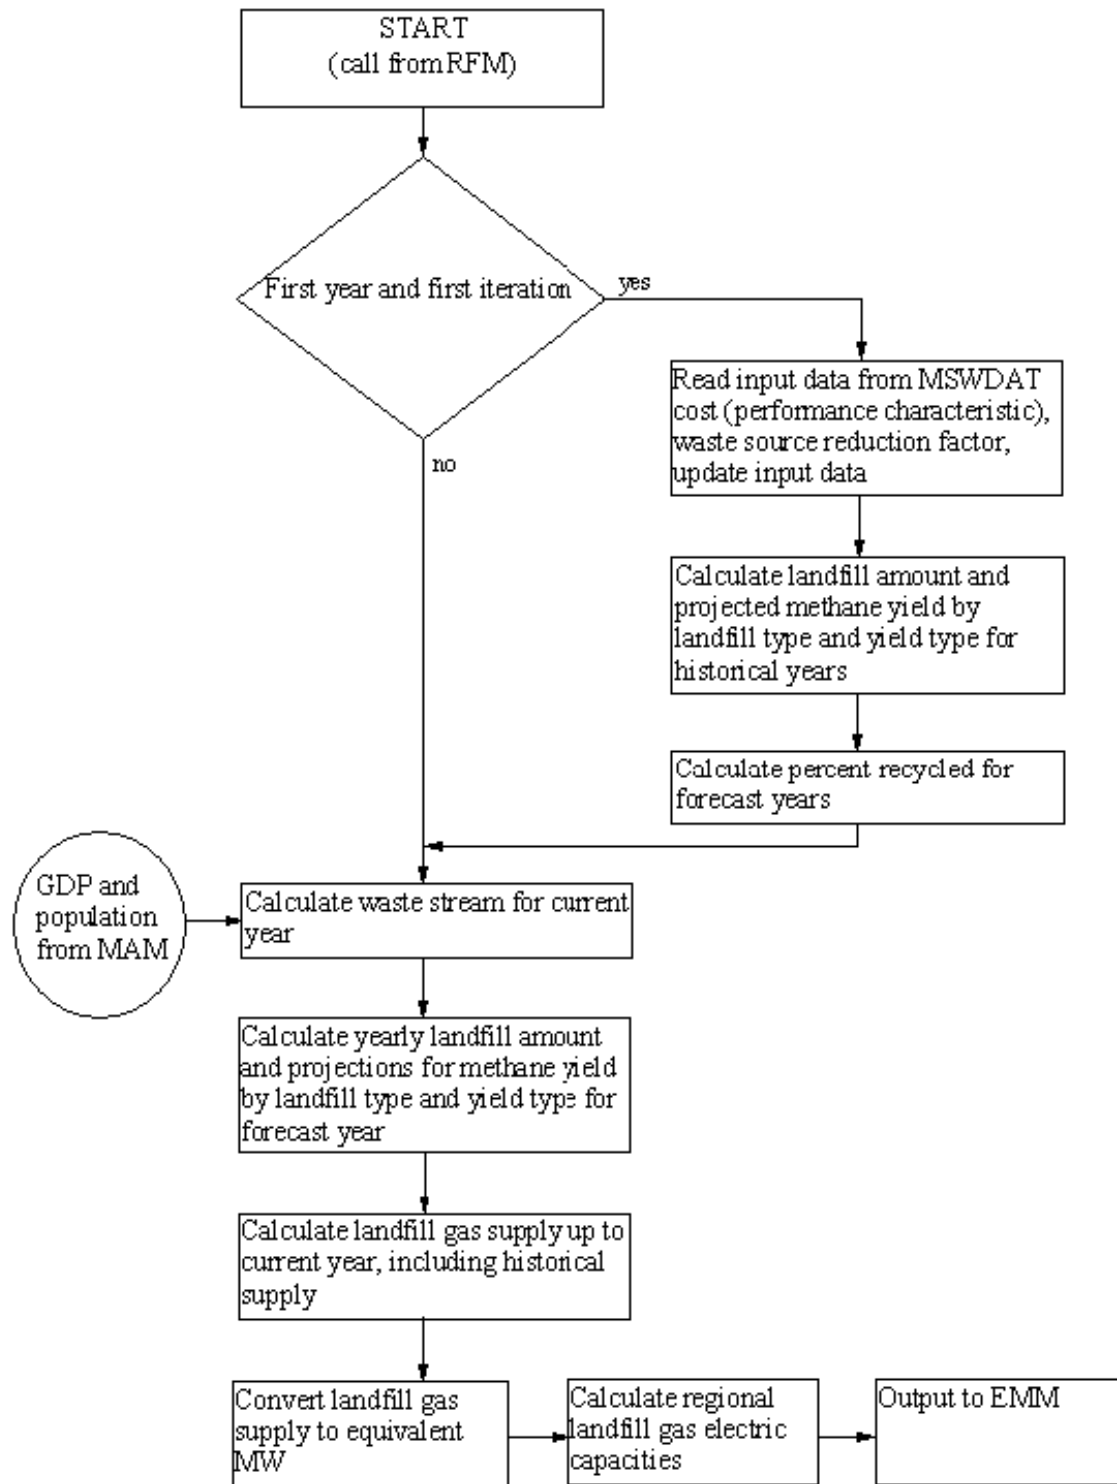 START
(call from RFM)
First year and first iteration
yes
Read input data from MSWDAT
cost (performance characteristic),
waste source reduction factor,
update input data
no
Calculate landfill amount and
projected methane yield by
landfill type and yield type for
historical years
Calculate percent recycled for
forecast years
GDP and
population
from MAM
Calculate waste stream for current
year
Calculate yearly landfill amount
and projections for methane yield
by landfill type and yield type for
forecast year
Calculate landfill gas supply up to
current year, including historical
supply
Convert landfill gas
supply to equivalent
MW
Calculate regional
landfill gas electric
capacities
Output to EMM